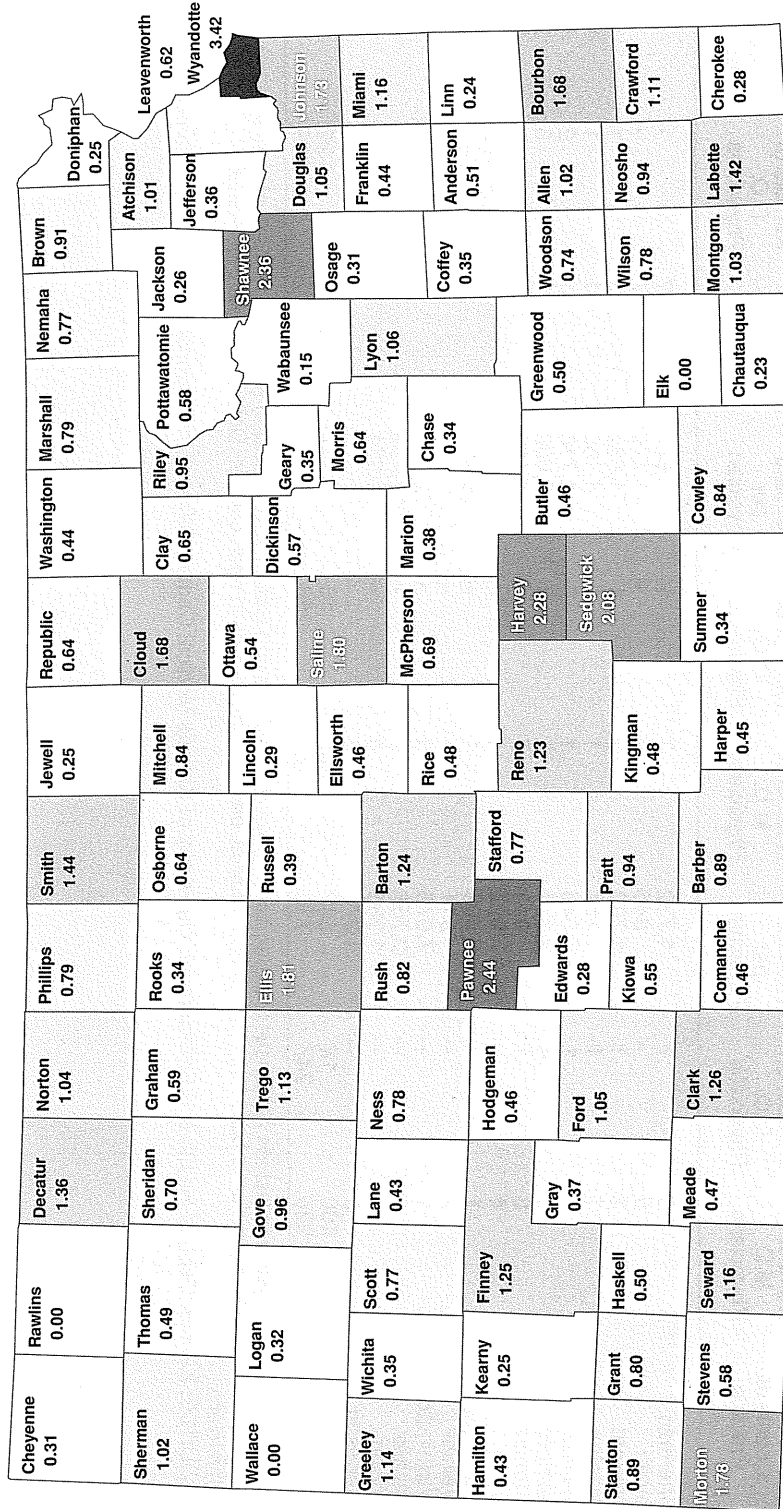 Cheyenne
0.31
Rawlins
0.00
Decatur
1.36
Norton
1.04
Phillips
0.79
Smith
1.44
Jewell
0.25
Republic
0.64
Washington
0.44
Marshall
0.79
Nemaha
0.77
Brown
0.91
Doniphan
0.25
Sherman
1.02
Thomas
0.49
Sheridan
0.70
Graham
0.59
Rooks
0.34
Osborne
0.64
Mitchell
0.84
Cloud
1.68
Clay
0.65
Riley
0.95
Pottawatomie
0.58
Jackson
0.26
Atchison
1.01
Jefferson
0.36
Leavenworth
0.62
Wyandotte
3.42
Wallace
0.00
Logan
0.32
Gove
0.96
Trego
1.13
Ellis
1.81
Russell
0.39
Lincoln
0.29
Ottawa
0.54
Saline
1.80
Dickinson
0.57
Geary
0.35
Wabaunsee
0.15
Shawnee
2.36
Douglas
1.05
Johnson
1.73
Greeley
1.14
Wichita
0.35
Scott
0.77
Lane
0.43
Ness
0.78
Rush
0.82
Barton
1.24
Ellsworth
0.46
Rice
0.48
McPherson
0.69
Marion
0.38
Morris
0.64
Chase
0.34
Lyon
1.06
Osage
0.31
Franklin
0.44
Miami
1.16
Hamilton
0.43
Kearny
0.25
Finney
1.25
Hodgeman
0.46
Pawnee
2.44
Stafford
0.77
Reno
1.23
Harvey
2.28
Sedgwick
2.08
Butler
0.46
Greenwood
0.50
Coffey
0.35
Anderson
0.51
Linn
0.24
Gray
0.37
Ford
1.05
Edwards
0.28
Kiowa
0.55
Pratt
0.94
Kingman
0.48
Woodson
0.74
Allen
1.02
Bourbon
1.68
Stanton
0.89
Grant
0.80
Haskell
0.50
Wilson
0.78
Neosho
0.94
Crawford
1.11
Morton
1.78
Stevens
0.58
Seward
1.16
Meade
0.47
Clark
1.26
Comanche
0.46
Barber
0.89
Harper
0.45
Sumner
0.34
Cowley
0.84
Elk
0.00
Chautauqua
0.23
Montgom.
1.03
Labette
1.42
Cherokee
0.28